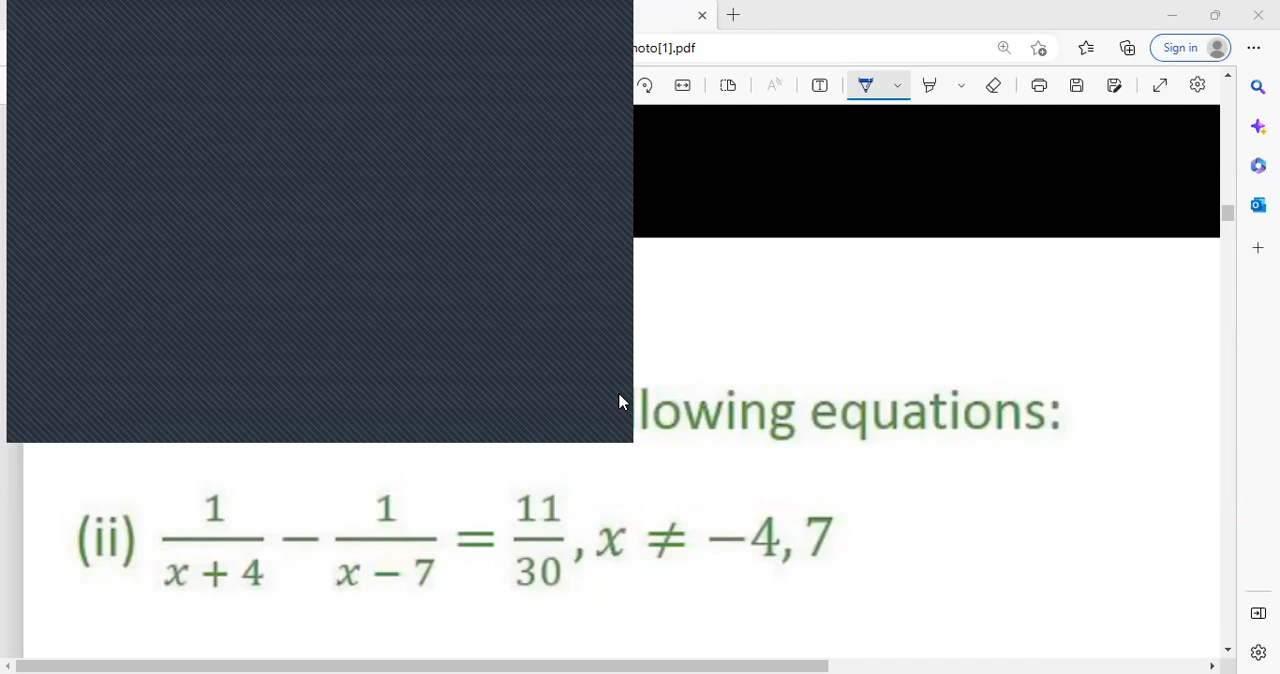 oto[1].pdf
Sign in
lowing equations:
(ii) 1/(x + 4) − 1/(x − 7) = 11/30, x ≠ −4, 7